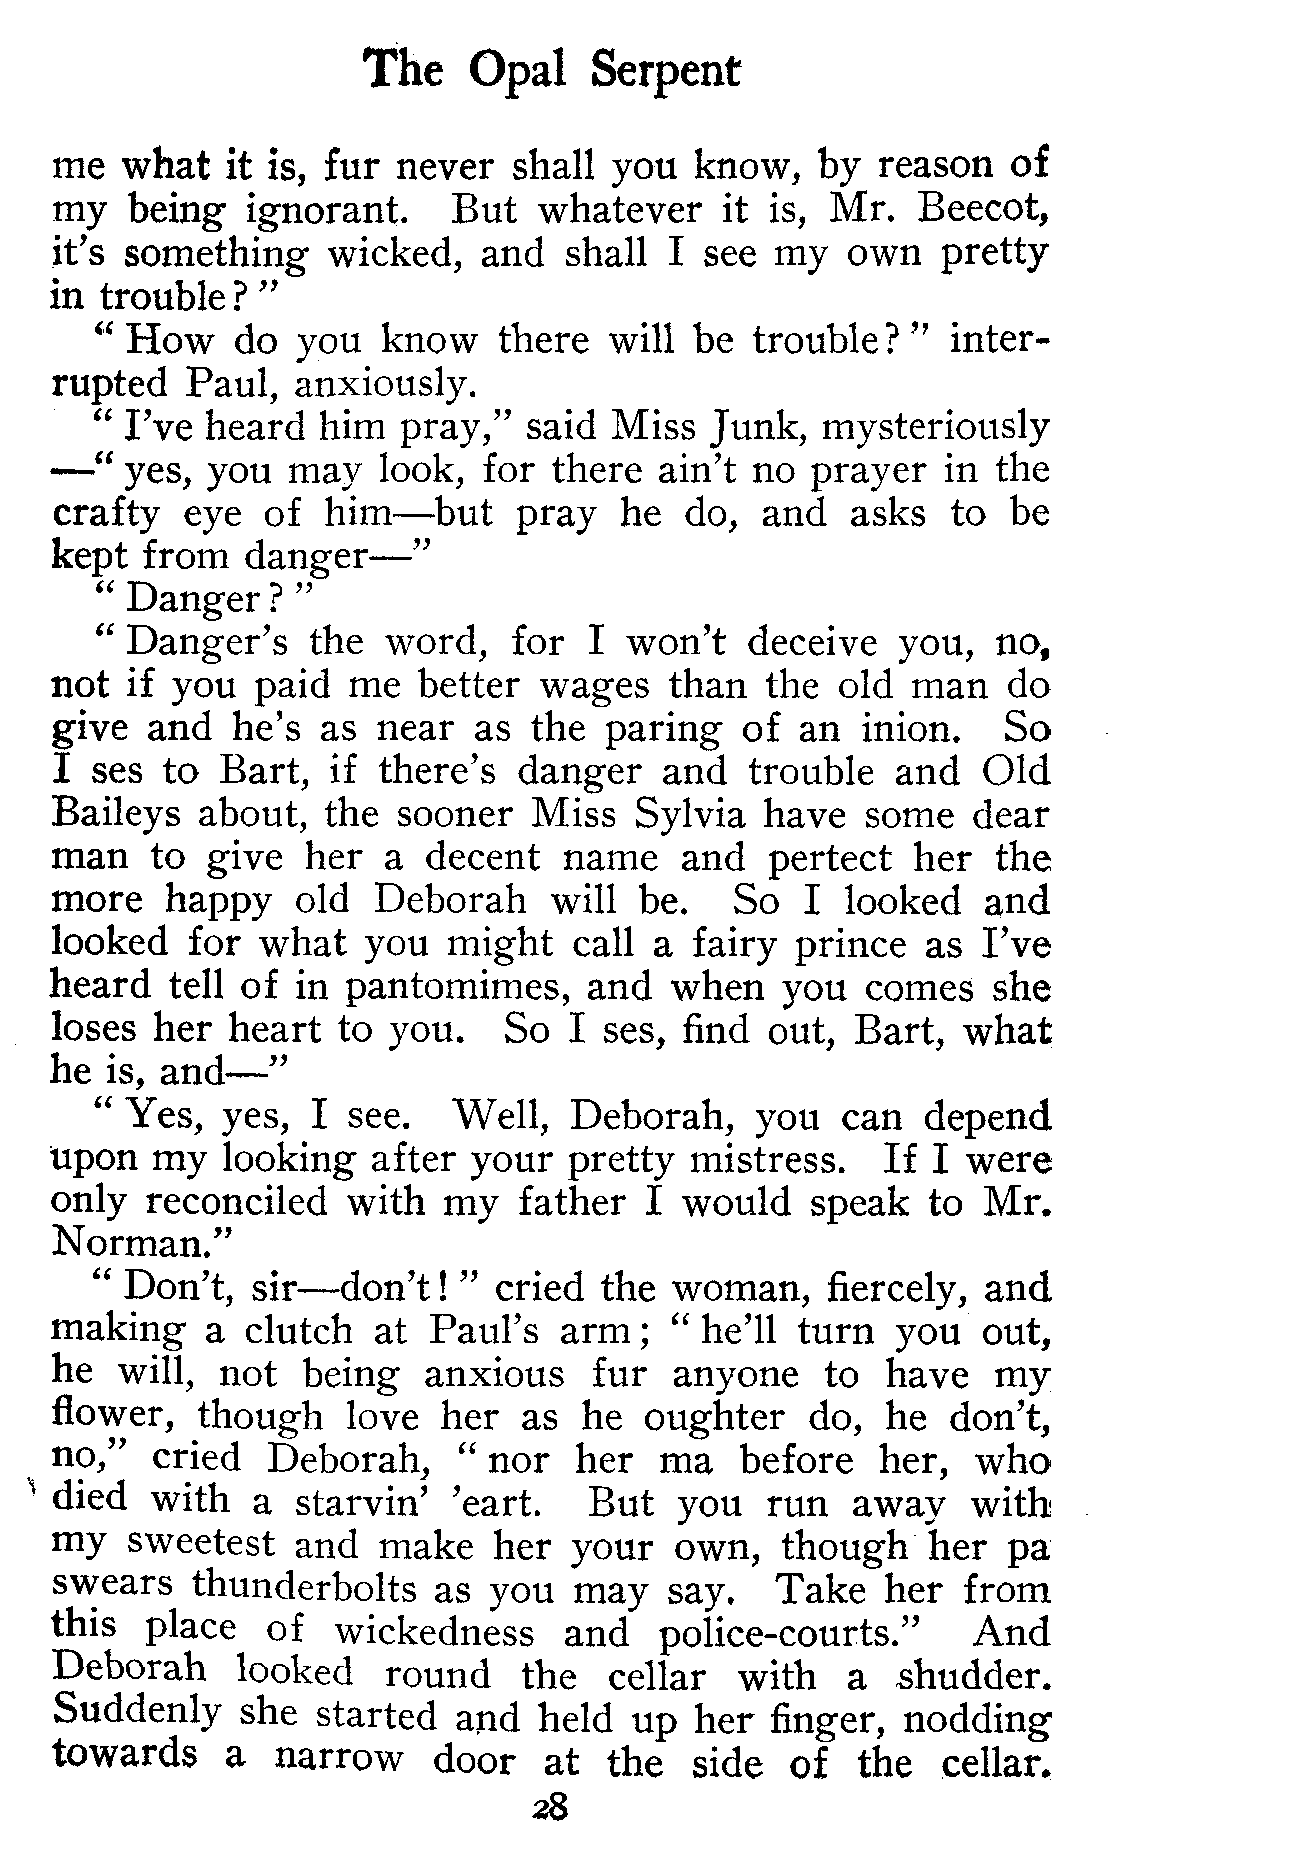 The Opal Serpent
me what it is, fur never shall you know, by reason of
my being ignorant. But whatever it is, Mr. Beecot,
it's something wicked, and shall I see my own pretty
in trouble?"
"How do you know there will be trouble?" inter-
rupted Paul, anxiously.
"I've heard him pray," said Miss Junk, mysteriously
—"yes, you may look, for there ain't no prayer in the
crafty eye of him—but pray he do, and asks to be
kept from danger—"
"Danger?"
"Danger's the word, for I won't deceive you, no,
not if you paid me better wages than the old man do
give and he's as near as the paring of an inion. So
I ses to Bart, if there's danger and trouble and Old
Baileys about, the sooner Miss Sylvia have some dear
man to give her a decent name and pertect her the
more happy old Deborah will be. So I looked and
looked for what you might call a fairy prince as I've
heard tell of in pantomimes, and when you comes she
loses her heart to you. So I ses, find out, Bart, what
he is, and—"
"Yes, yes, I see. Well, Deborah, you can depend
upon my looking after your pretty mistress. If I were
only reconciled with my father I would speak to Mr.
Norman."
"Don't, sir—don't!" cried the woman, fiercely, and
making a clutch at Paul's arm; "he'll turn you out,
he will, not being anxious fur anyone to have my
flower, though love her as he oughter do, he don't,
no," cried Deborah, "nor her ma before her, who
died with a starvin' 'eart. But you run away with
my sweetest and make her your own, though her pa
swears thunderbolts as you may say. Take her from
this place of wickedness and police-courts." And
Deborah looked round the cellar with a shudder.
Suddenly she started and held up her finger, nodding
towards a narrow door at the side of the cellar.
28